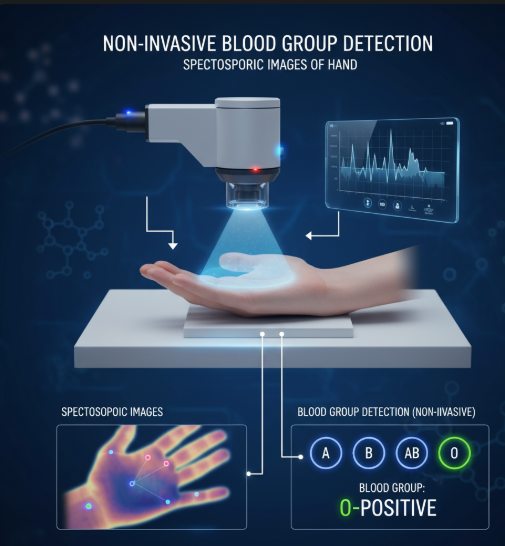 NON-INVASIVE BLOOD GROUP DETECTION
SPECTOSPORIC IMAGES OF HAND
SPECTOSOPOIC IMAGES
BLOOD GROUP DETECTION (NON-IIVASIVE)
A B AB O
BLOOD GROUP:
O-POSITIVE